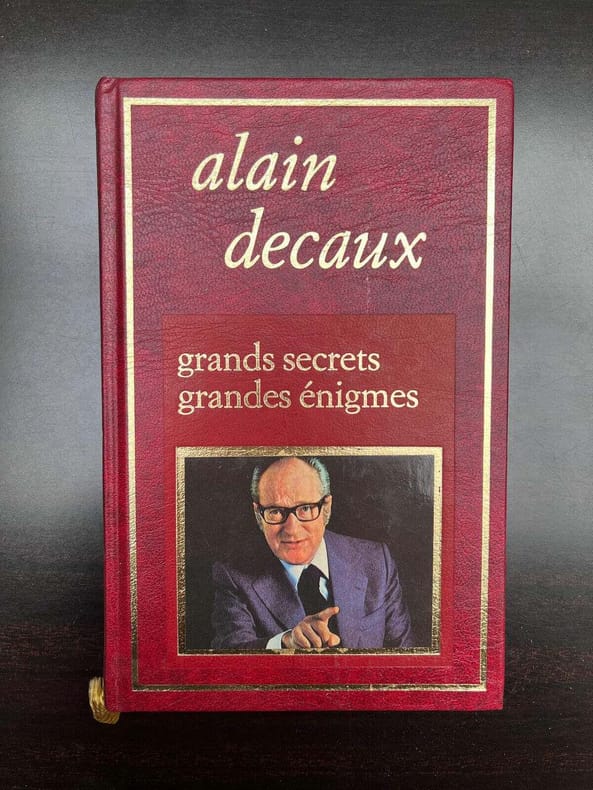 alain
decaux
grands secrets
grandes énigmes